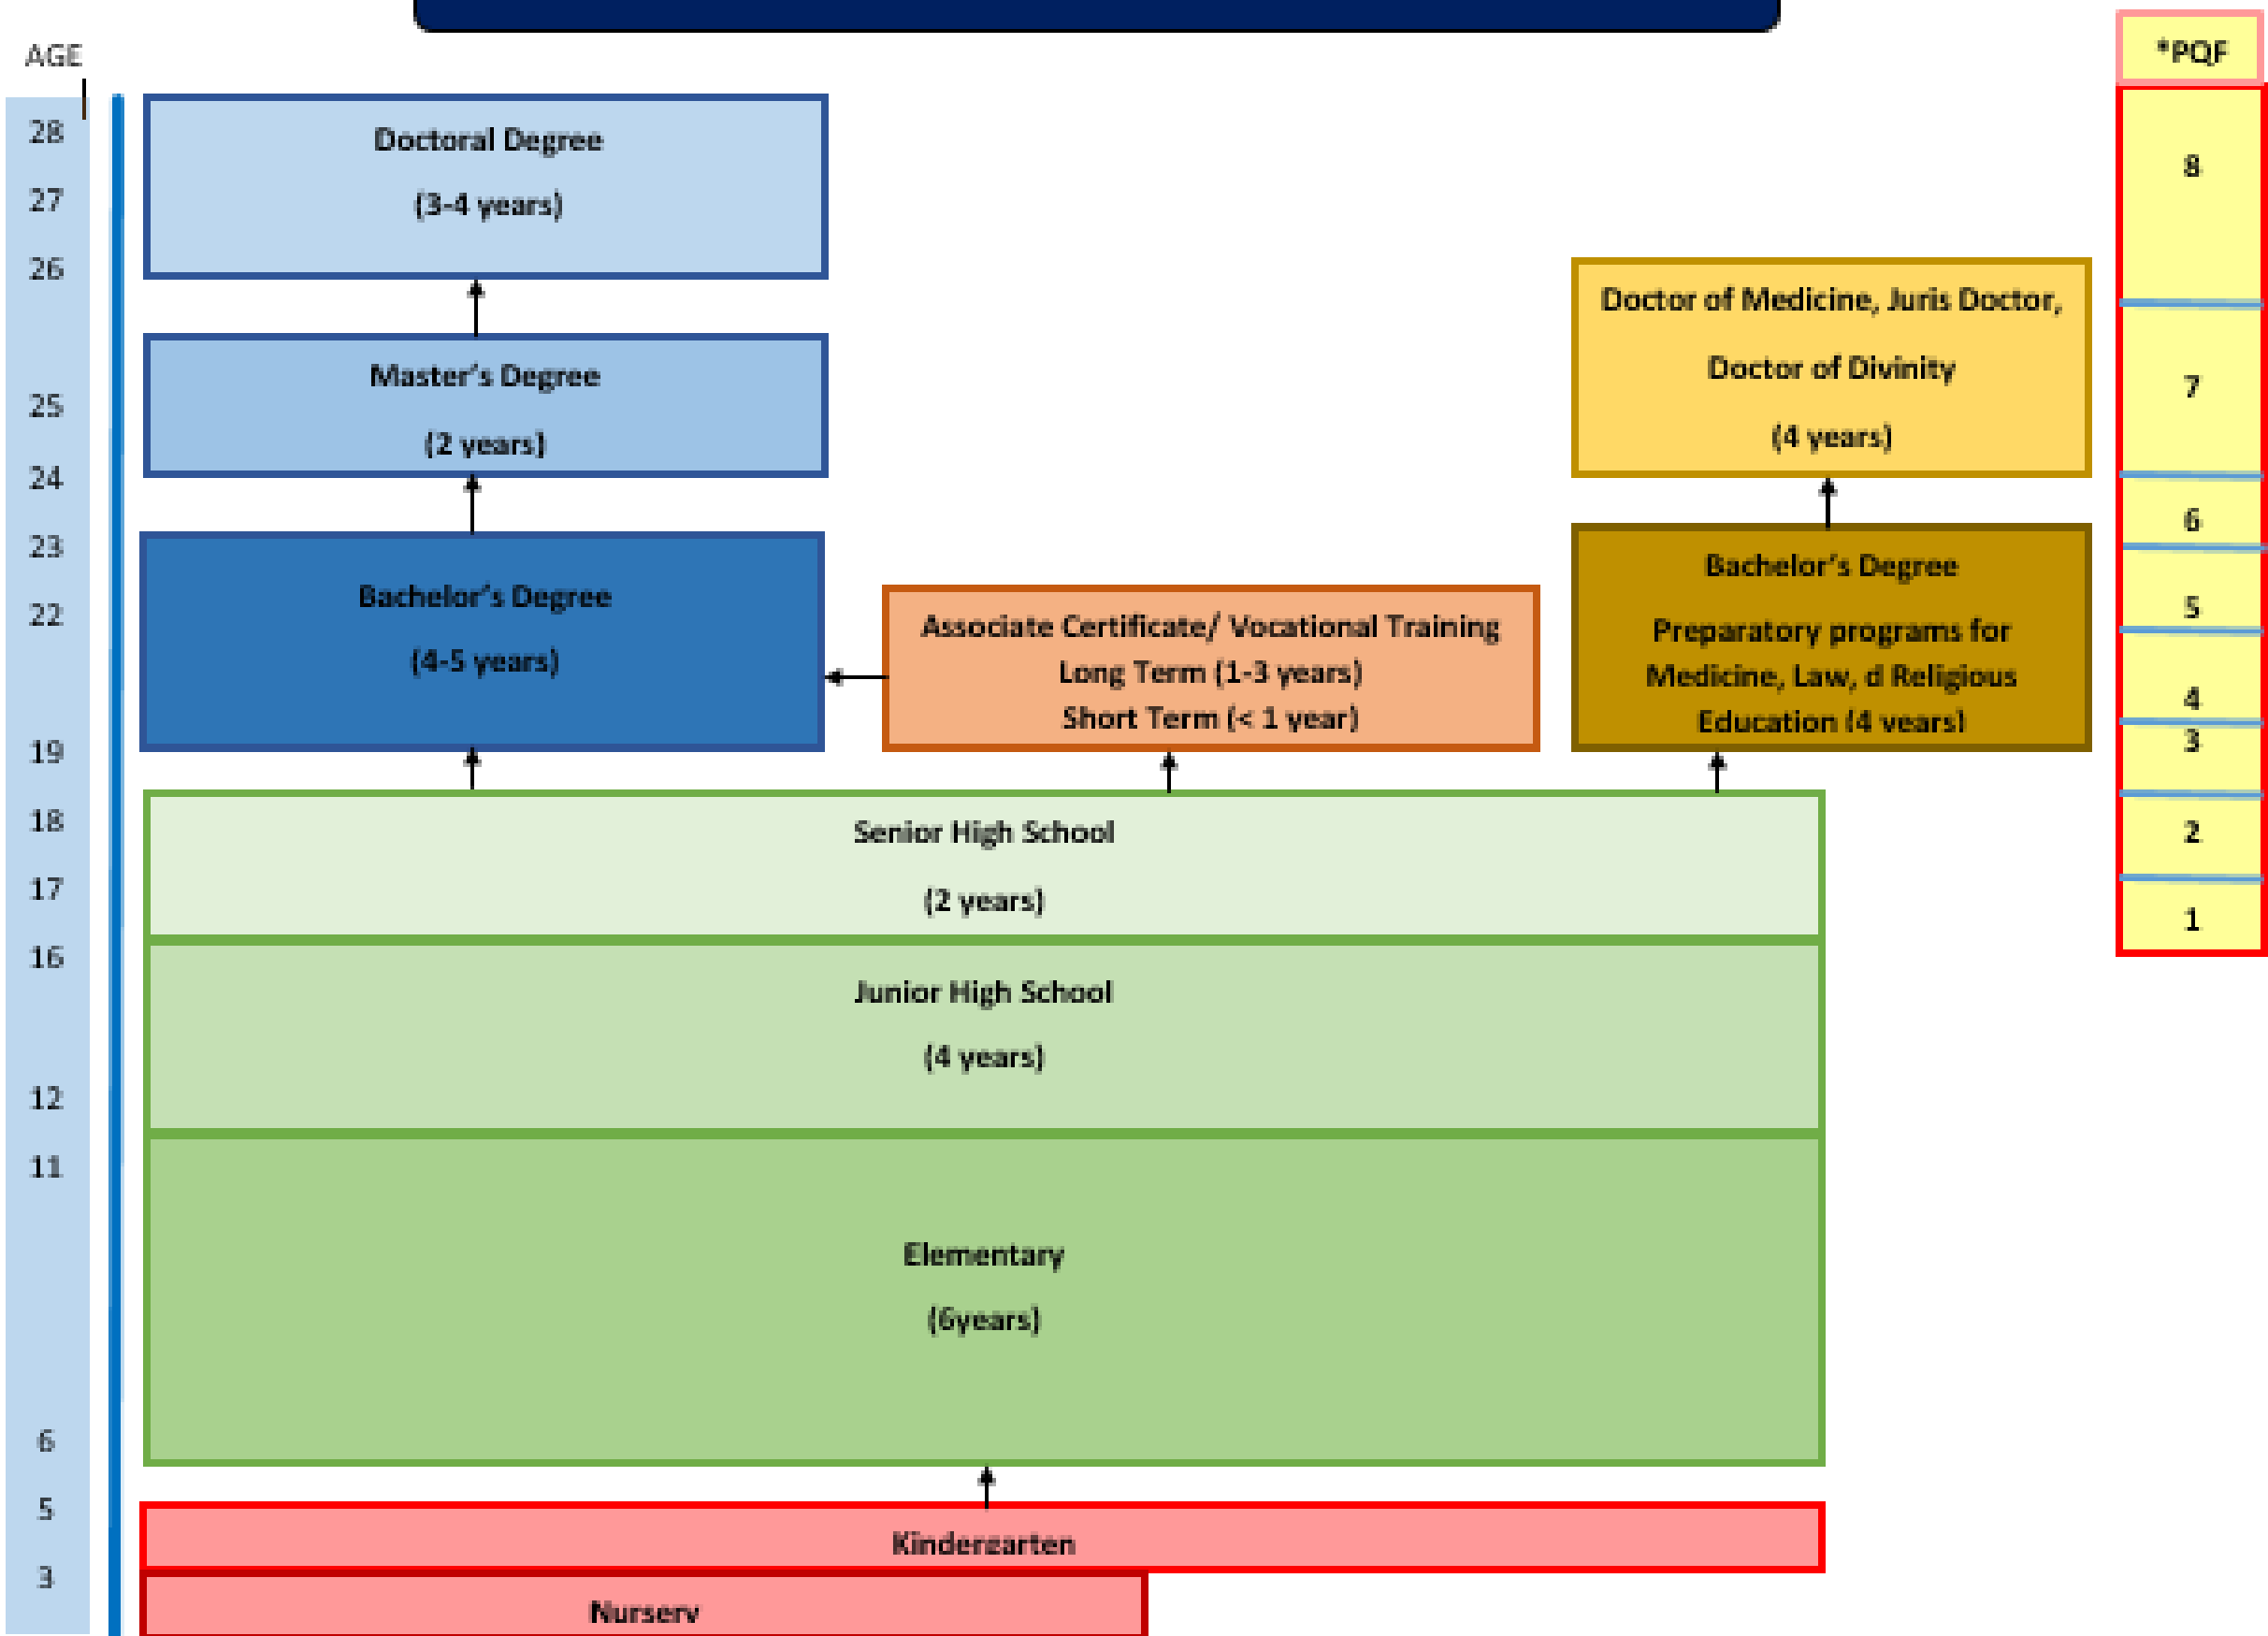 AGE
28
27
26
25
24
23
22
19
18
17
16
12
11
6
5
3
Doctoral Degree
(3-4 years)
Master's Degree
(2 years)
Bachelor's Degree
(4-5 years)
Associate Certificate/ Vocational Training
Long Term (1-3 years)
Short Term (< 1 year)
Doctor of Medicine, Juris Doctor,
Doctor of Divinity
(4 years)
Bachelor's Degree
Preparatory programs for
Medicine, Law, d Religious
Education (4 years)
Senior High School
(2 years)
Junior High School
(4 years)
Elementary
(6years)
Kindergarten
Nursery
*PQF
8
7
6
5
4
3
2
1